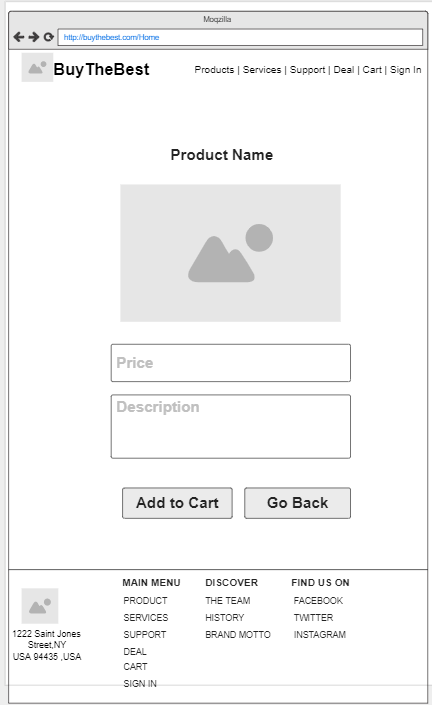 Moqzilla
http://buythebest.com/Home
BuyTheBest
Products | Services | Support | Deal | Cart | Sign In
Product Name
Price
Description
Add to Cart
Go Back
MAIN MENU
PRODUCT
SERVICES
SUPPORT
DEAL
CART
SIGN IN
DISCOVER
THE TEAM
HISTORY
BRAND MOTTO
FIND US ON
FACEBOOK
TWITTER
INSTAGRAM
1222 Saint Jones
Street,NY
USA 94435 ,USA